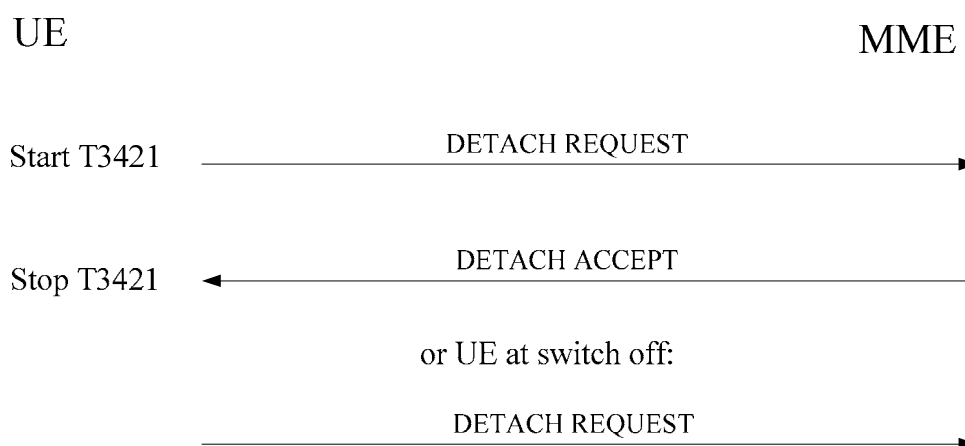 UE
MME
Start T3421
DETACH REQUEST
Stop T3421
DETACH ACCEPT
or UE at switch off:
DETACH REQUEST